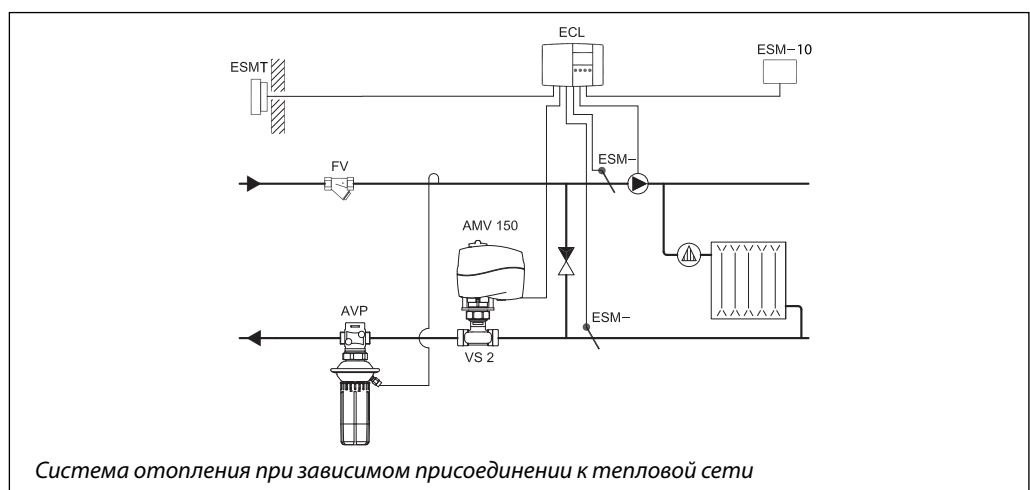 ECL
ESMT
ESM-10
FV
ESM-
AMV 150
AVP
ESM-
VS 2
Система отопления при зависимом присоединении к тепловой сети